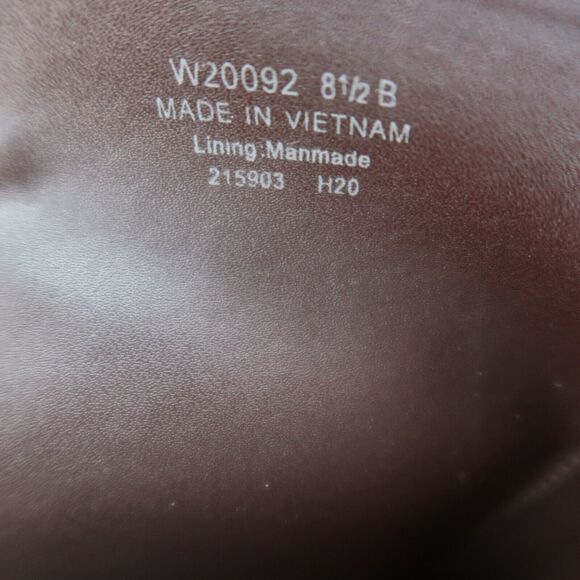 W20092 8½ B
MADE IN VIETNAM
Lining:Manmade
215903 H20